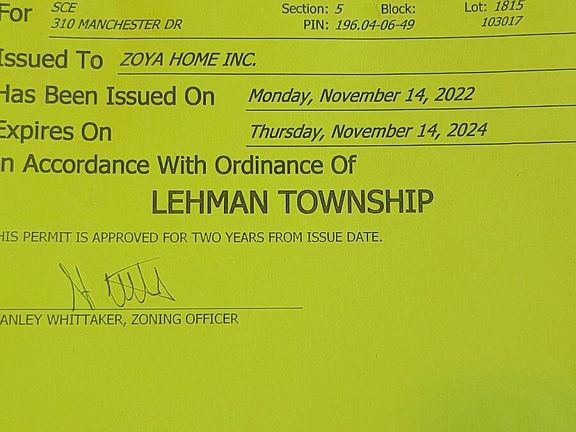 For SCE Section: 5 Block: Lot: 1815
310 MANCHESTER DR PIN: 196.04-06-49 103017
Issued To ZOYA HOME INC.
Has Been Issued On Monday, November 14, 2022
Expires On Thursday, November 14, 2024
n Accordance With Ordinance Of
LEHMAN TOWNSHIP
HIS PERMIT IS APPROVED FOR TWO YEARS FROM ISSUE DATE.
ANLEY WHITTAKER, ZONING OFFICER